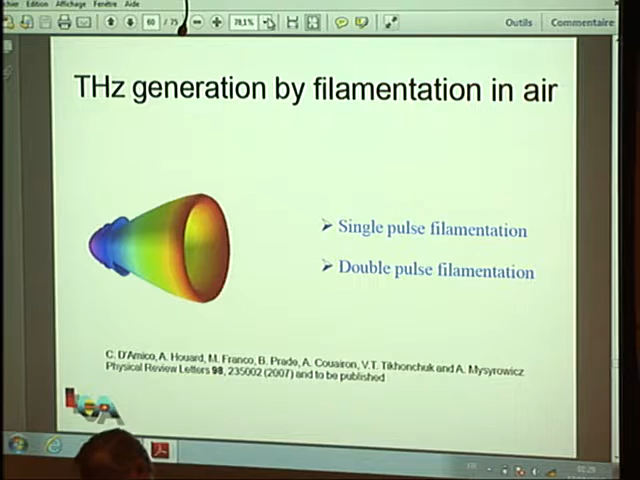 Edition Affichage Fenêtre Aide
60 / 75 78,1% Outils Commentaire
THz generation by filamentation in air
➢ Single pulse filamentation
➢ Double pulse filamentation
C. D'Amico, A. Houard, M. Franco, B. Prade, A. Couairon, V.T. Tikhonchuk and A. Mysyrowicz
Physical Review Letters 98, 235002 (2007) and to be published
FR